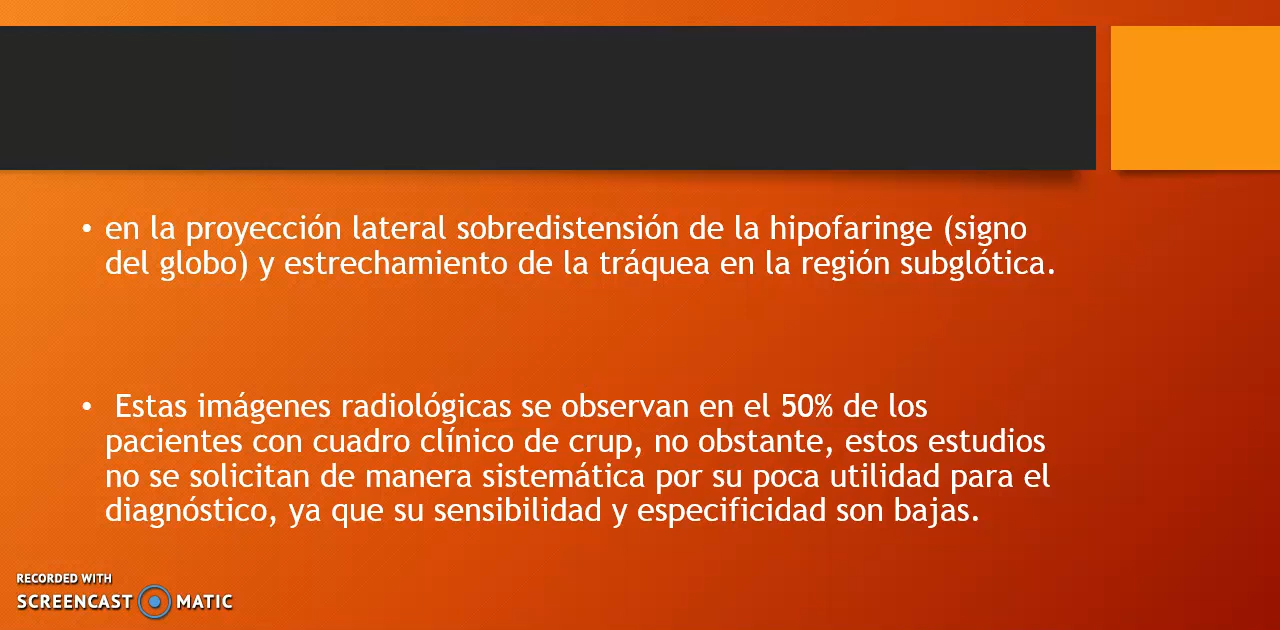 • en la proyección lateral sobredistensión de la hipofaringe (signo
del globo) y estrechamiento de la tráquea en la región subglótica.
• Estas imágenes radiológicas se observan en el 50% de los
pacientes con cuadro clínico de crup, no obstante, estos estudios
no se solicitan de manera sistemática por su poca utilidad para el
diagnóstico, ya que su sensibilidad y especificidad son bajas.
RECORDED WITH
SCREENCAST MATIC